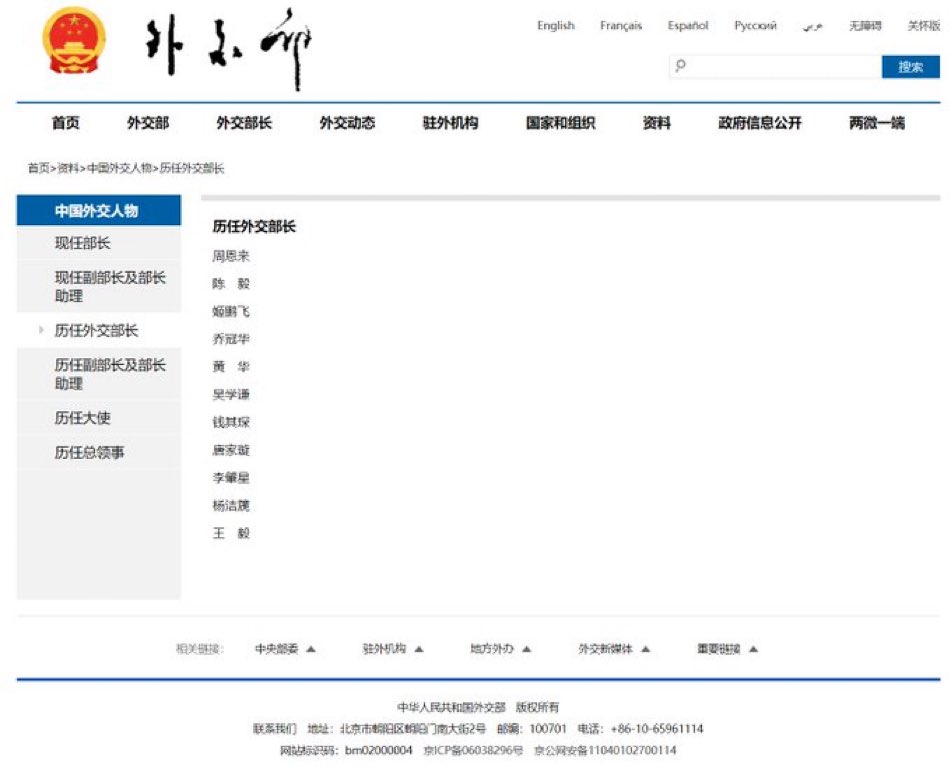 外交部
English Français Español Русский عربي 无障碍 关怀版
搜索
首页 外交部 外交部长 外交动态 驻外机构 国家和组织 资料 政府信息公开 两微一端
首页>资料>中国外交人物>历任外交部长
中国外交人物
现任部长
现任副部长及部长
助理
历任外交部长
历任副部长及部长
助理
历任大使
历任总领事
历任外交部长
周恩来
陈 毅
姬鹏飞
乔冠华
黄 华
吴学谦
钱其琛
唐家璇
李肇星
杨洁篪
王 毅
相关链接: 中央部委 驻外机构 地方外办 外交新媒体 重要链接
中华人民共和国外交部 版权所有
联系我们 地址：北京市朝阳区朝阳门南大街2号 邮编：100701 电话：+86-10-65961114
网站标识码：bm02000004 京ICP备06038296号 京公网安备11040102700114